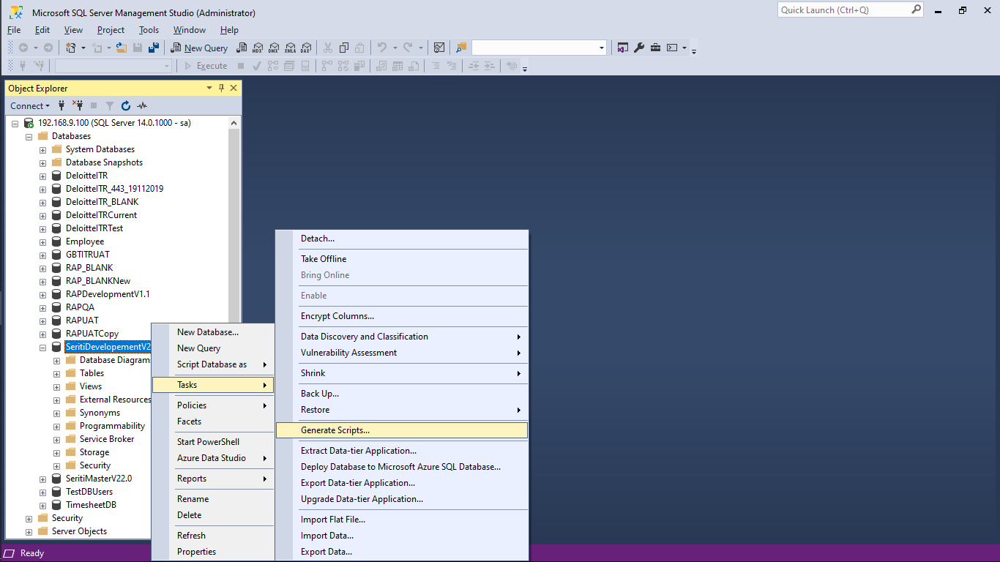 Microsoft SQL Server Management Studio (Administrator)
Quick Launch (Ctrl+Q)
File Edit View Project Tools Window Help
New Query MDX DMX XMLA DAX
Execute
Object Explorer
Connect
192.168.9.100 (SQL Server 14.0.1000 - sa)
Databases
System Databases
Database Snapshots
DeloitteITR
DeloitteITR_443_19112019
DeloitteITR_BLANK
DeloitteITRCurrent
DeloitteITRTest
Employee
GBTITRUAT
RAP_BLANK
RAP_BLANKNew
RAPDevelopmentV1.1
RAPQA
RAPUAT
RAPUATCopy
SeritiDevelopementV2
Database Diagram
Tables
Views
External Resources
Synonyms
Programmability
Service Broker
Storage
Security
SeritiMasterV22.0
TestDBUsers
TimesheetDB
Security
Server Objects
New Database...
New Query
Script Database as
Tasks
Policies
Facets
Start PowerShell
Azure Data Studio
Reports
Rename
Delete
Refresh
Properties
Detach...
Take Offline
Bring Online
Enable
Encrypt Columns...
Data Discovery and Classification
Vulnerability Assessment
Shrink
Back Up...
Restore
Generate Scripts...
Extract Data-tier Application...
Deploy Database to Microsoft Azure SQL Database...
Export Data-tier Application...
Upgrade Data-tier Application...
Import Flat File...
Import Data...
Export Data...
Ready